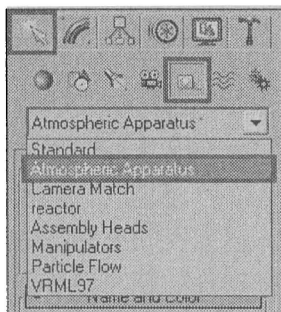 Atmospheric Apparatus
Standard
Atmospheric Apparatus
Camera Match
reactor
Assembly Heads
Manipulators
Particle Flow
VRML97
Name and Color